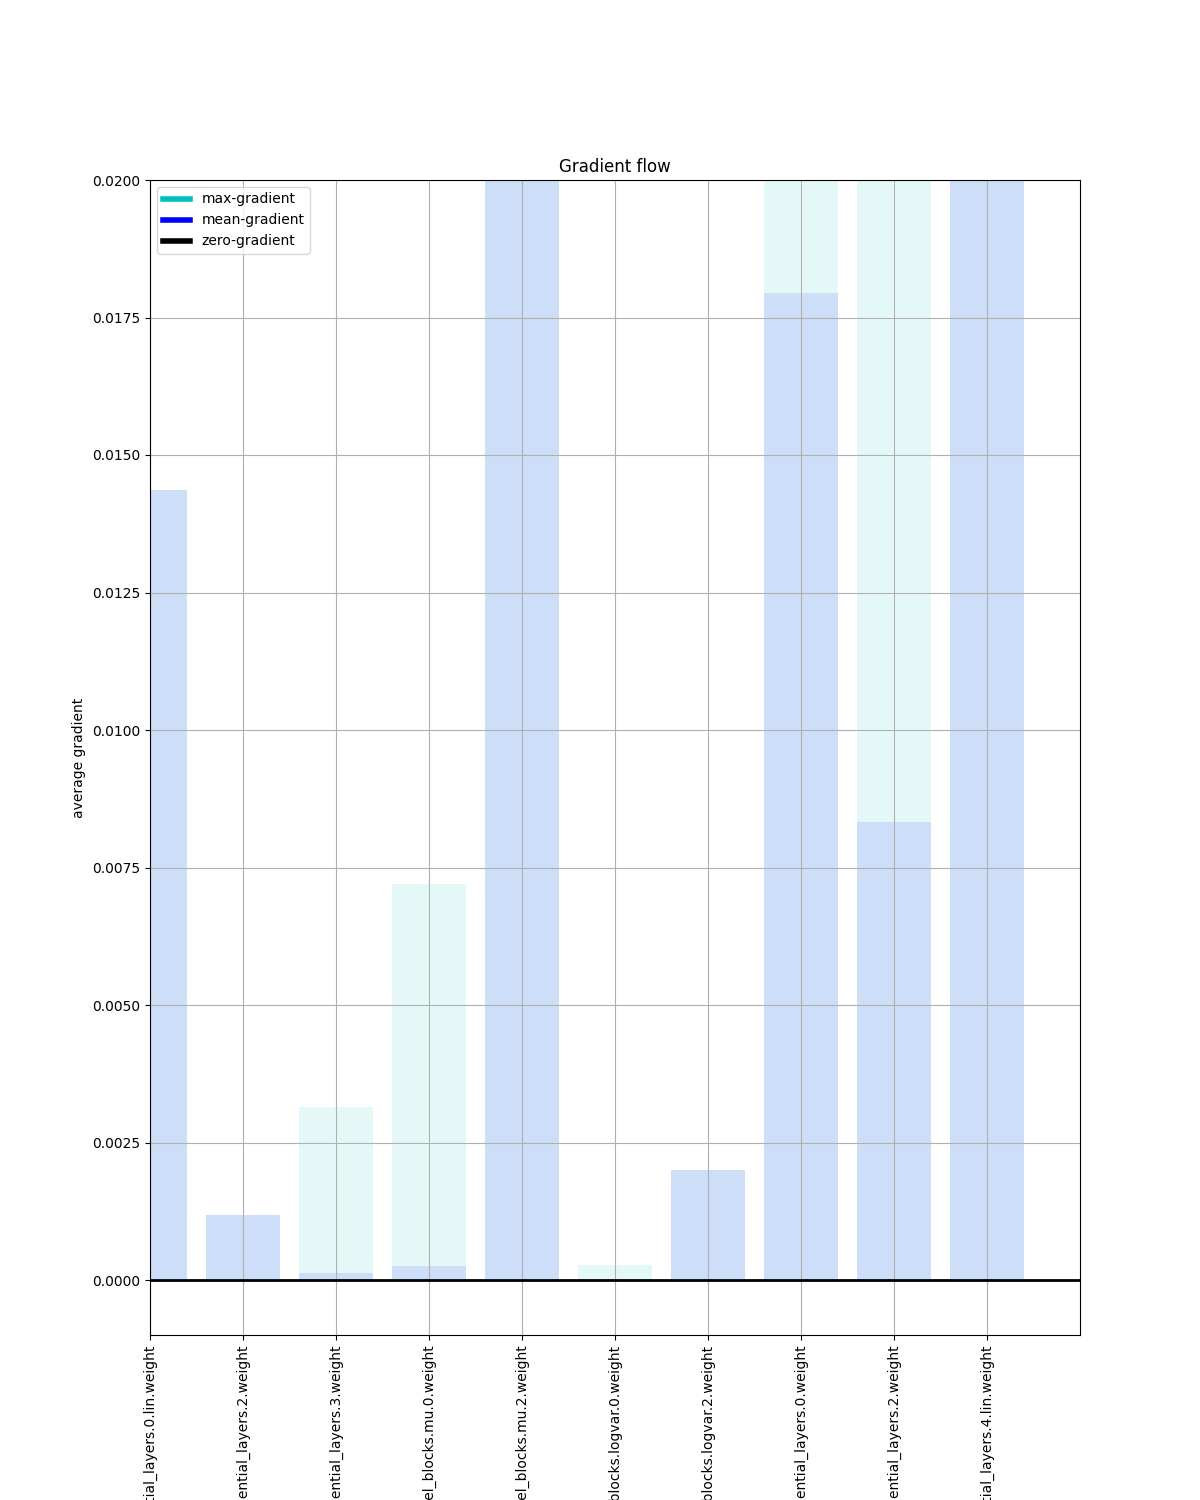 Gradient flow
max-gradient
mean-gradient
zero-gradient
0.0200
0.0175
0.0150
0.0125
0.0100
0.0075
0.0050
0.0025
0.0000
average gradient
tial_layers.0.lin.weight
ential_layers.2.weight
ential_layers.3.weight
el_blocks.mu.0.weight
el_blocks.mu.2.weight
blocks.logvar.0.weight
blocks.logvar.2.weight
ential_layers.0.weight
ential_layers.2.weight
tial_layers.4.lin.weight